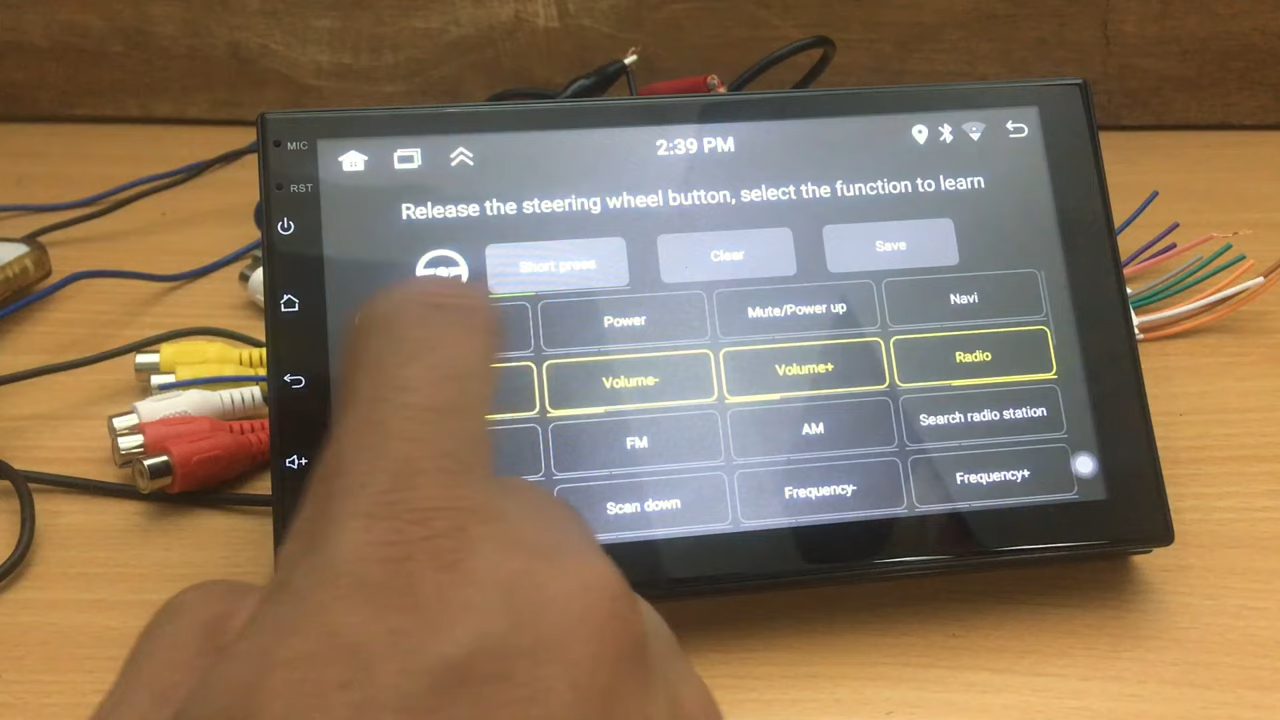 MIC
2:39 PM
RST
Release the steering wheel button, select the function to learn
Short press
Clear
Save
Power
Mute/Power up
Navi
Volume-
Volume+
Radio
FM
AM
Search radio station
Scan down
Frequency-
Frequency+